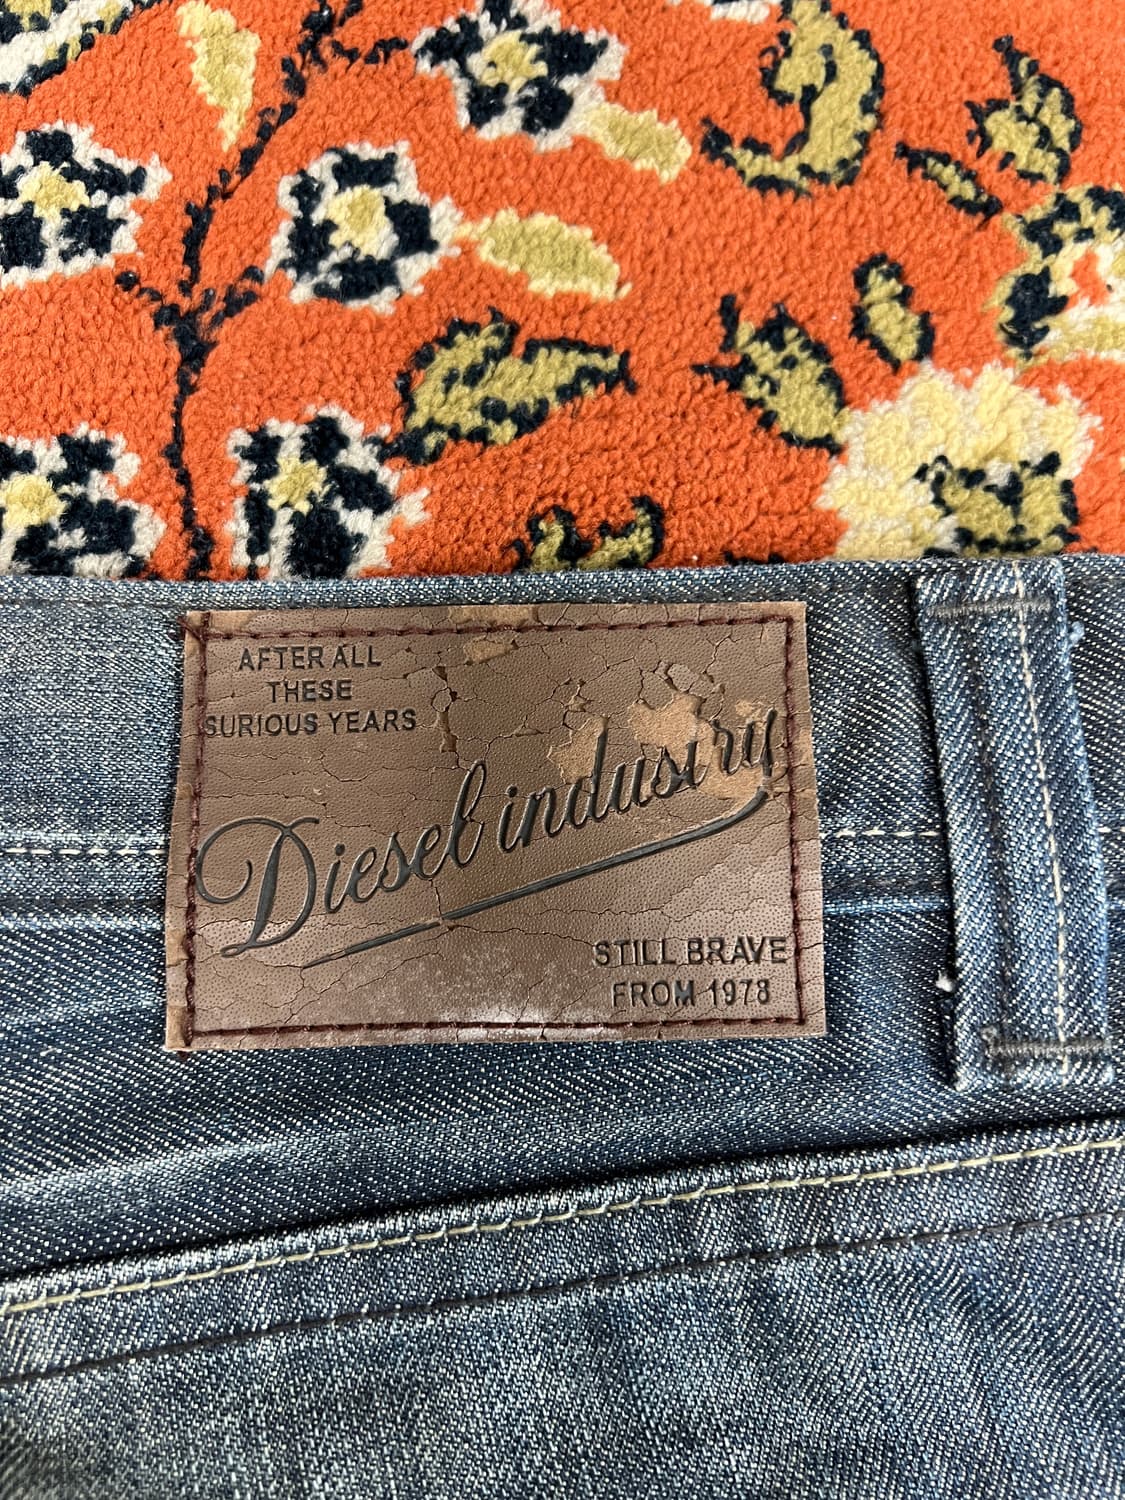 AFTER ALL
THESE
SURIOUS YEARS
Diesel industry
STILL BRAVE
FROM 1978